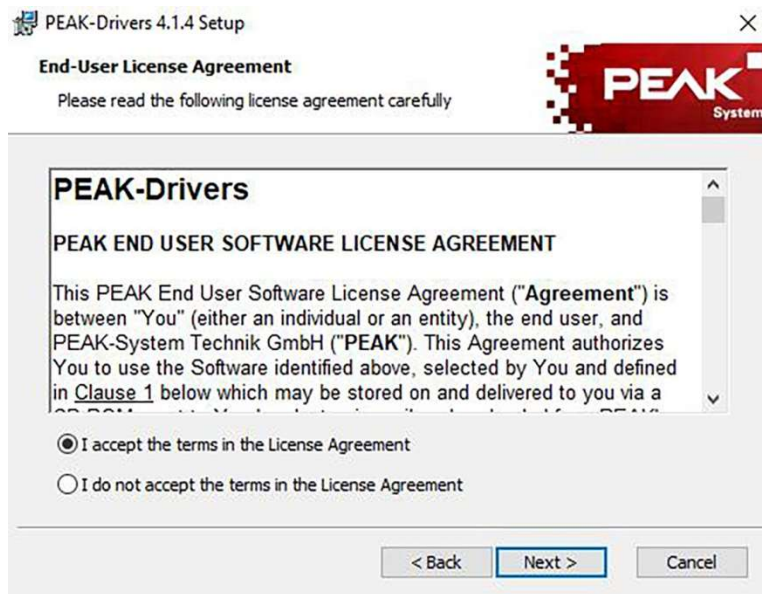 PEAK-Drivers 4.1.4 Setup
End-User License Agreement
Please read the following license agreement carefully
PEAK
System
PEAK-Drivers
PEAK END USER SOFTWARE LICENSE AGREEMENT
This PEAK End User Software License Agreement ("Agreement") is
between "You" (either an individual or an entity), the end user, and
PEAK-System Technik GmbH ("PEAK"). This Agreement authorizes
You to use the Software identified above, selected by You and defined
in Clause 1 below which may be stored on and delivered to you via a
I accept the terms in the License Agreement
I do not accept the terms in the License Agreement
< Back
Next >
Cancel